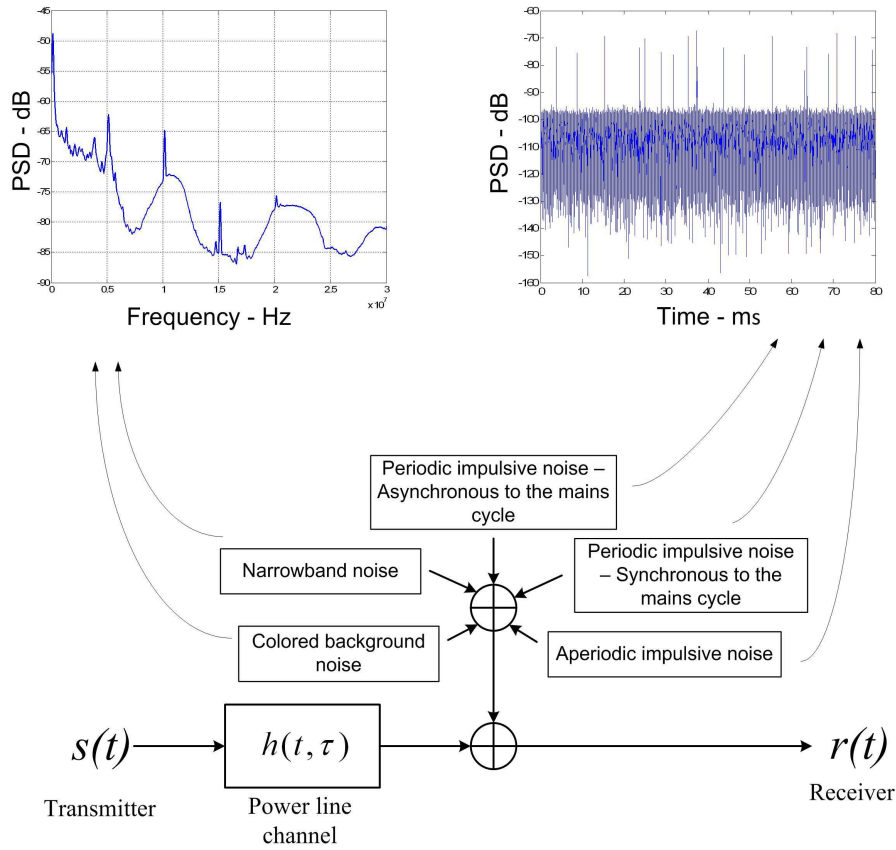 -45
-50
-55
-60
-65
-70
-75
-80
-85
-90
PSD - dB
0 0.5 1 1.5 2 2.5 3
x 10^7
Frequency - Hz
-60
-70
-80
-90
-100
-110
-120
-130
-140
-150
-160
PSD - dB
0 10 20 30 40 50 60 70 80
Time - ms
Periodic impulsive noise –
Asynchronous to the mains
cycle
Narrowband noise
Periodic impulsive noise
– Synchronous to the
mains cycle
Colored background
noise
Aperiodic impulsive noise
s(t)
h(t, τ)
r(t)
Transmitter
Power line
channel
Receiver